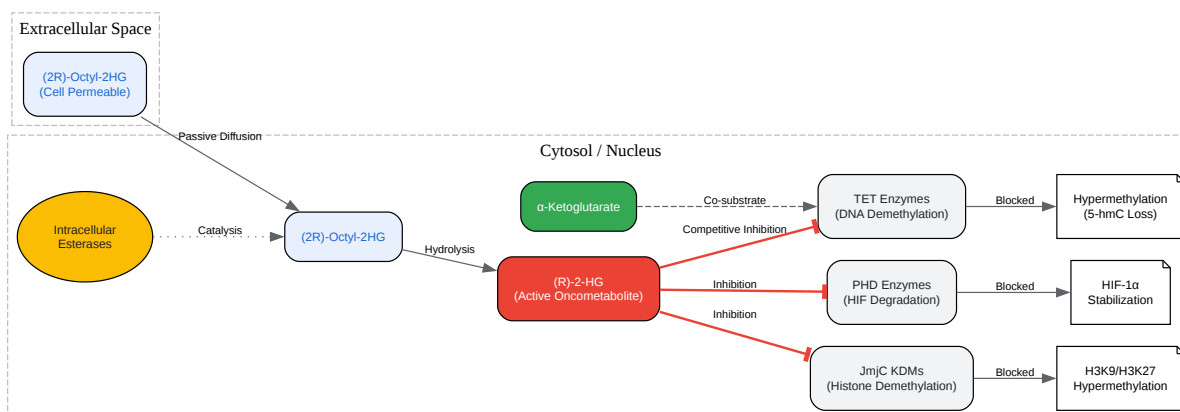 Extracellular Space
(2R)-Octyl-2HG
(Cell Permeable)
Passive Diffusion
Cytosol / Nucleus
Intracellular
Esterases
Catalysis
(2R)-Octyl-2HG
Hydrolysis
α-Ketoglutarate
Co-substrate
TET Enzymes
(DNA Demethylation)
Blocked
Hypermethylation
(5-hmC Loss)
Competitive Inhibition
(R)-2-HG
(Active Oncometabolite)
Inhibition
PHD Enzymes
(HIF Degradation)
Blocked
HIF-1α
Stabilization
Inhibition
JmjC KDMs
(Histone Demethylation)
Blocked
H3K9/H3K27
Hypermethylation